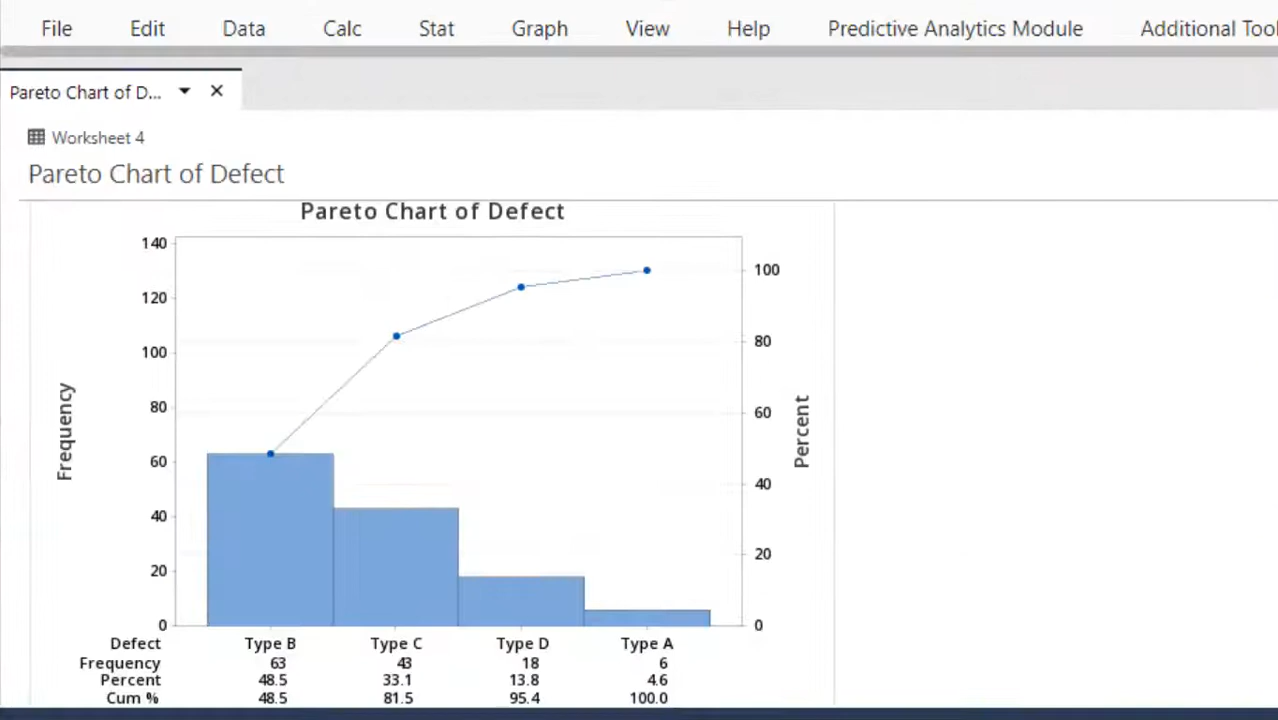 File Edit Data Calc Stat Graph View Help Predictive Analytics Module Additional Tool
Pareto Chart of D...
Worksheet 4
Pareto Chart of Defect
Pareto Chart of Defect
140
120
100
80
60
40
20
0
Frequency
100
80
60
40
20
0
Percent
Defect Type B Type C Type D Type A
Frequency 63 43 18 6
Percent 48.5 33.1 13.8 4.6
Cum % 48.5 81.5 95.4 100.0